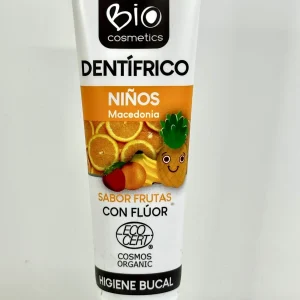 Bio
cosmetics
DENTÍFRICO
NIÑOS
Macedonia
SABOR FRUTAS
CON FLÚOR
ECO
CERT®
COSMOS
ORGANIC
HIGIENE BUCAL